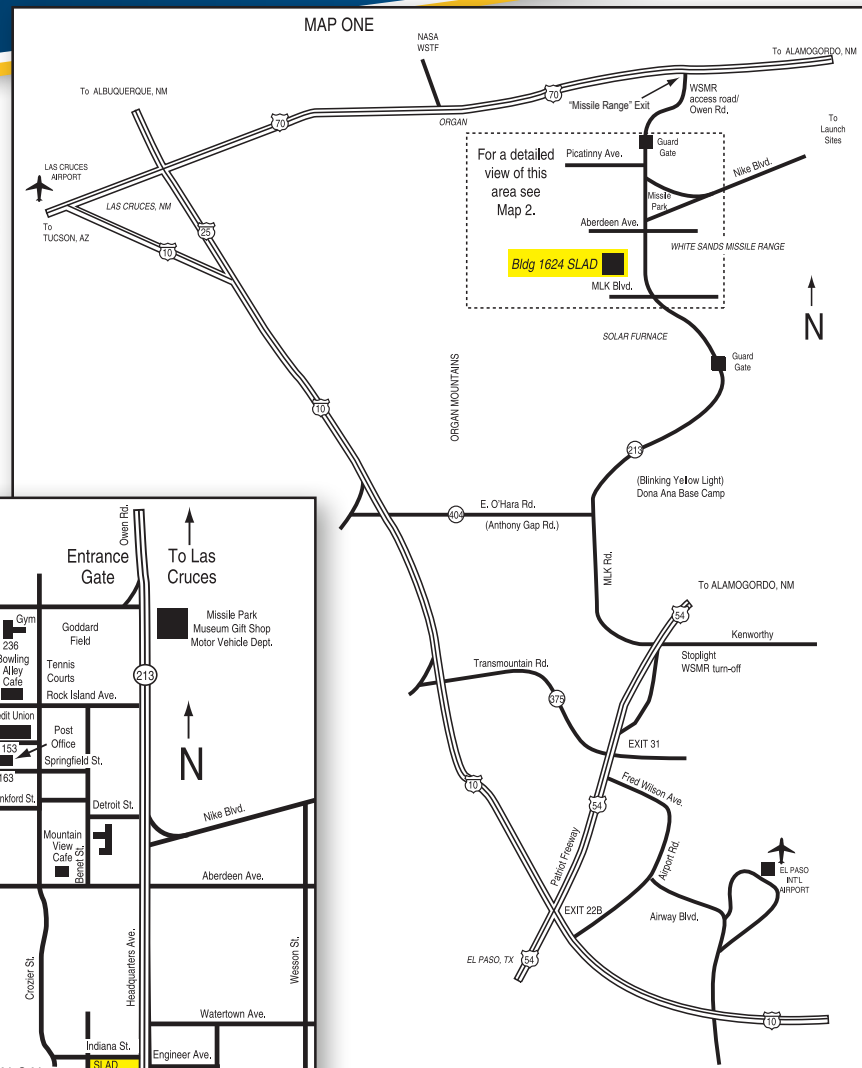 MAP ONE
NASA
WSTF
To ALAMOGORDO, NM
To ALBUQUERQUE, NM
70
70
"Missile Range" Exit
WSMR
access road/
Owen Rd.
ORGAN
To
Launch
Sites
Guard
Gate
For a detailed
view of this
area see
Map 2.
Picatinny Ave.
Nike Blvd.
LAS CRUCES
AIRPORT
Missile
Park
LAS CRUCES, NM
To
TUCSON, AZ
25
10
Aberdeen Ave.
WHITE SANDS MISSILE RANGE
Bldg 1624 SLAD
MLK Blvd.
N
SOLAR FURNACE
Guard
Gate
ORGAN MOUNTAINS
10
213
(Blinking Yellow Light)
Dona Ana Base Camp
E. O'Hara Rd.
404
(Anthony Gap Rd.)
MLK Rd.
To ALAMOGORDO, NM
54
Kenworthy
Stoplight
WSMR turn-off
Transmountain Rd.
375
EXIT 31
10
Fred Wilson Ave.
54
Patriot Freeway
Airport Rd.
EL PASO
INT'L
AIRPORT
EXIT 22B
Airway Blvd.
EL PASO, TX
54
10
Owen Rd.
Entrance
Gate
To Las
Cruces
Gym
236
Bowling
Alley
Cafe
Goddard
Field
Missile Park
Museum Gift Shop
Motor Vehicle Dept.
Tennis
Courts
213
Rock Island Ave.
edit Union
153
Post
Office
N
Springfield St.
163
nkford St.
Detroit St.
Nike Blvd.
Mountain
View
Cafe
Benet St.
Aberdeen Ave.
Crozier St.
Headquarters Ave.
Wesson St.
Watertown Ave.
Indiana St.
Engineer Ave.
SLAD